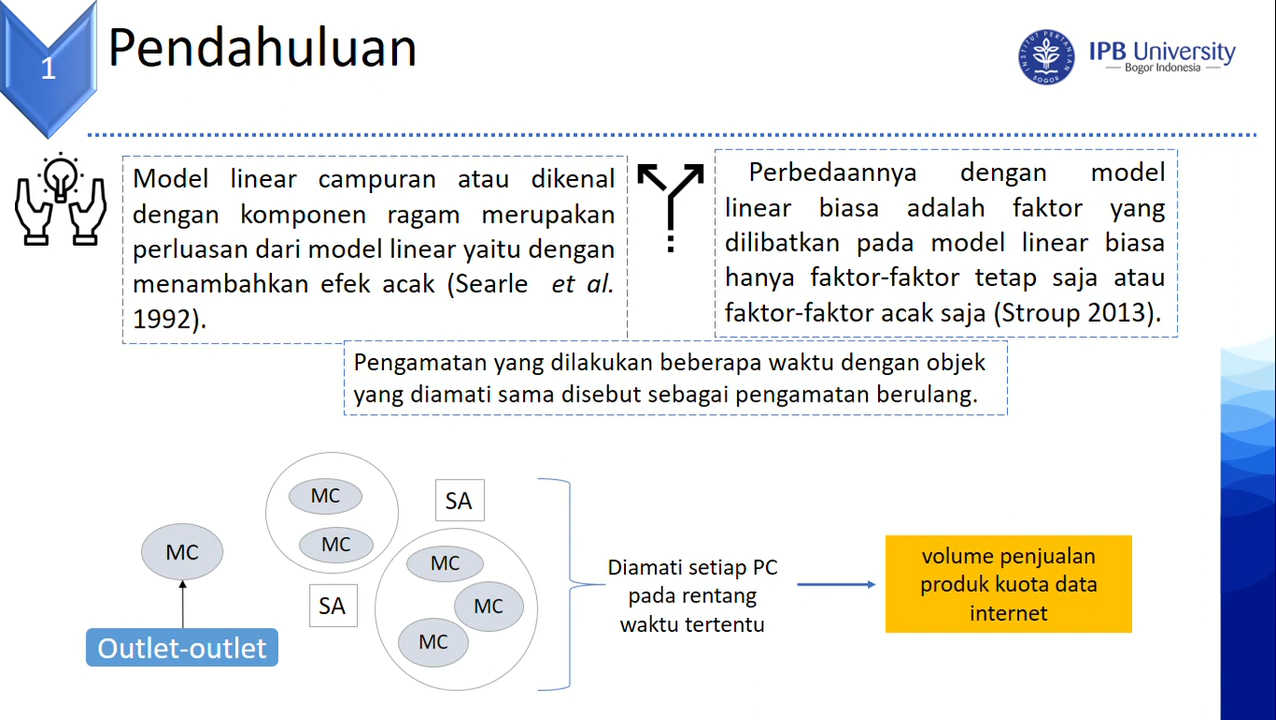 1
Pendahuluan
INSTITUT PERTANIAN BOGOR
IPB University
Bogor Indonesia
Model linear campuran atau dikenal
dengan komponen ragam merupakan
perluasan dari model linear yaitu dengan
menambahkan efek acak (Searle et al.
1992).
Perbedaannya dengan model
linear biasa adalah faktor yang
dilibatkan pada model linear biasa
hanya faktor-faktor tetap saja atau
faktor-faktor acak saja (Stroup 2013).
Pengamatan yang dilakukan beberapa waktu dengan objek
yang diamati sama disebut sebagai pengamatan berulang.
MC
Outlet-outlet
MC
MC
SA
SA
MC
MC
MC
Diamati setiap PC
pada rentang
waktu tertentu
volume penjualan
produk kuota data
internet